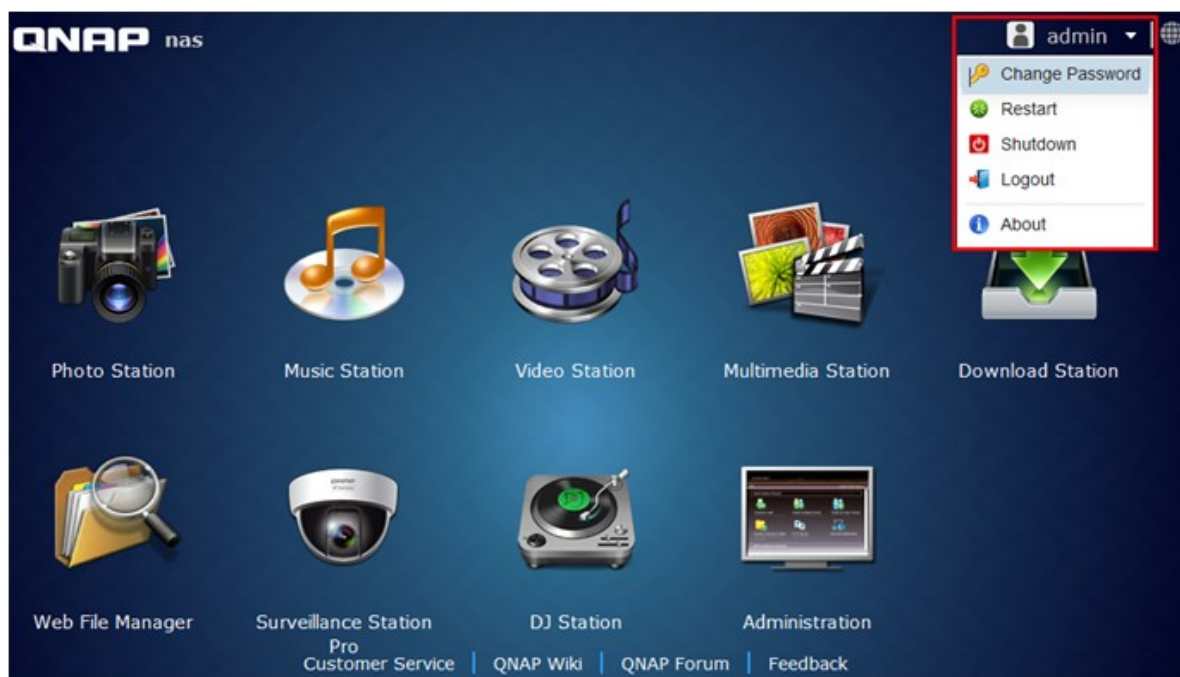 QNAP nas
admin
Change Password
Restart
Shutdown
Logout
About
Photo Station
Music Station
Video Station
Multimedia Station
Download Station
Web File Manager
Surveillance Station
Pro
DJ Station
Administration
Customer Service | QNAP Wiki | QNAP Forum | Feedback